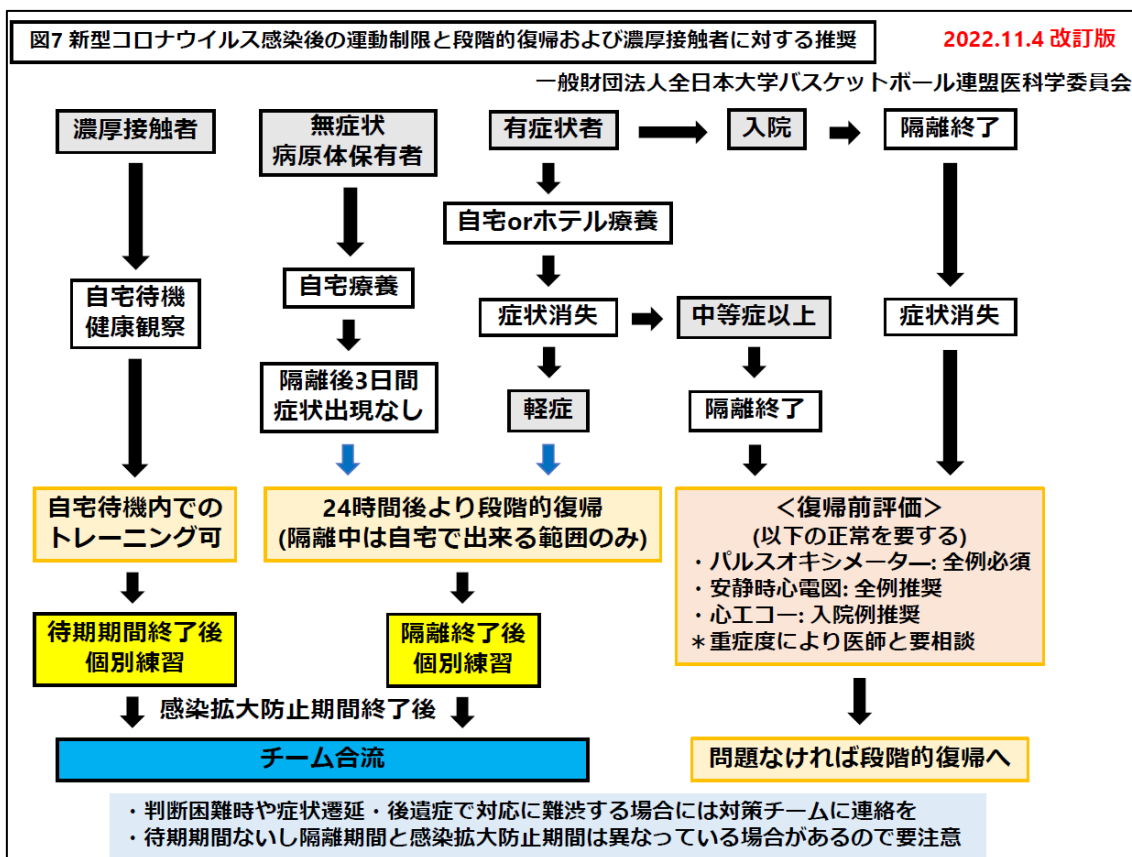 図7 新型コロナウイルス感染後の運動制限と段階的復帰および濃厚接触者に対する推奨
2022.11.4 改訂版
一般財団法人全日本大学バスケットボール連盟医科学委員会
濃厚接触者
無症状
病原体保有者
有症状者
入院
隔離終了
自宅orホテル療養
自宅待機
健康観察
自宅療養
症状消失
中等症以上
症状消失
隔離後3日間
症状出現なし
軽症
隔離終了
自宅待機内での
トレーニング可
24時間後より段階的復帰
(隔離中は自宅で出来る範囲のみ)
＜復帰前評価＞
(以下の正常を要する)
・パルスオキシメーター: 全例必須
・安静時心電図: 全例推奨
・心エコー: 入院例推奨
＊重症度により医師と要相談
待期期間終了後
個別練習
隔離終了後
個別練習
感染拡大防止期間終了後
チーム合流
問題なければ段階的復帰へ
・判断困難時や症状遷延・後遺症で対応に難渋する場合には対策チームに連絡を
・待期期間ないし隔離期間と感染拡大防止期間は異なっている場合があるので要注意